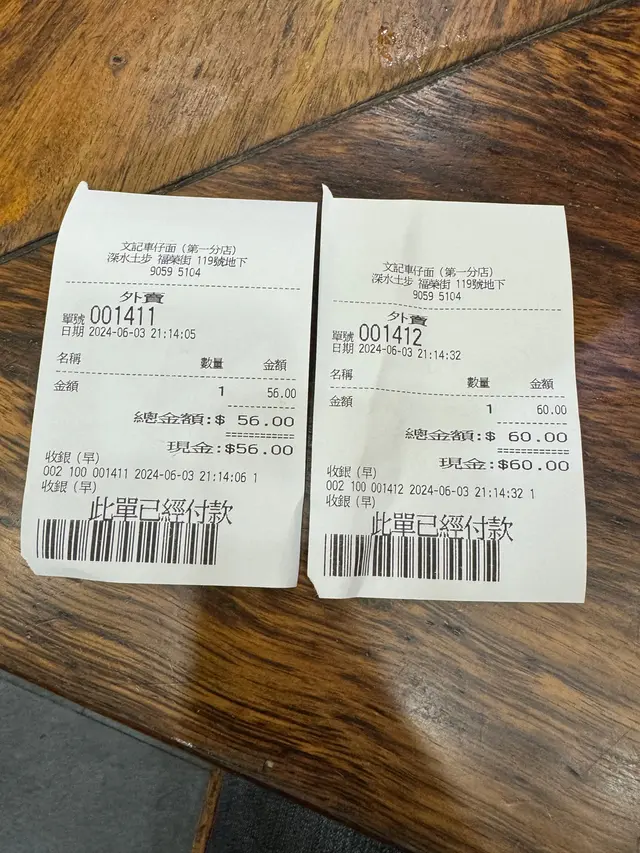 文記車仔面（第一分店）
深水土步 福榮街 119號地下
9059 5104
外賣
單號 001411
日期 2024-06-03 21:14:05
名稱 數量 金額
金額 1 56.00
總金額:$ 56.00
============
現金:$56.00
收銀（早）
002 100 001411 2024-06-03 21:14:06 1
收銀（早）
此單已經付款
文記車仔面（第一分店）
深水土步 福榮街 119號地下
9059 5104
外賣
單號 001412
日期 2024-06-03 21:14:32
名稱 數量 金額
金額 1 60.00
總金額:$ 60.00
============
現金:$60.00
收銀（早）
002 100 001412 2024-06-03 21:14:32 1
收銀（早）
此單已經付款